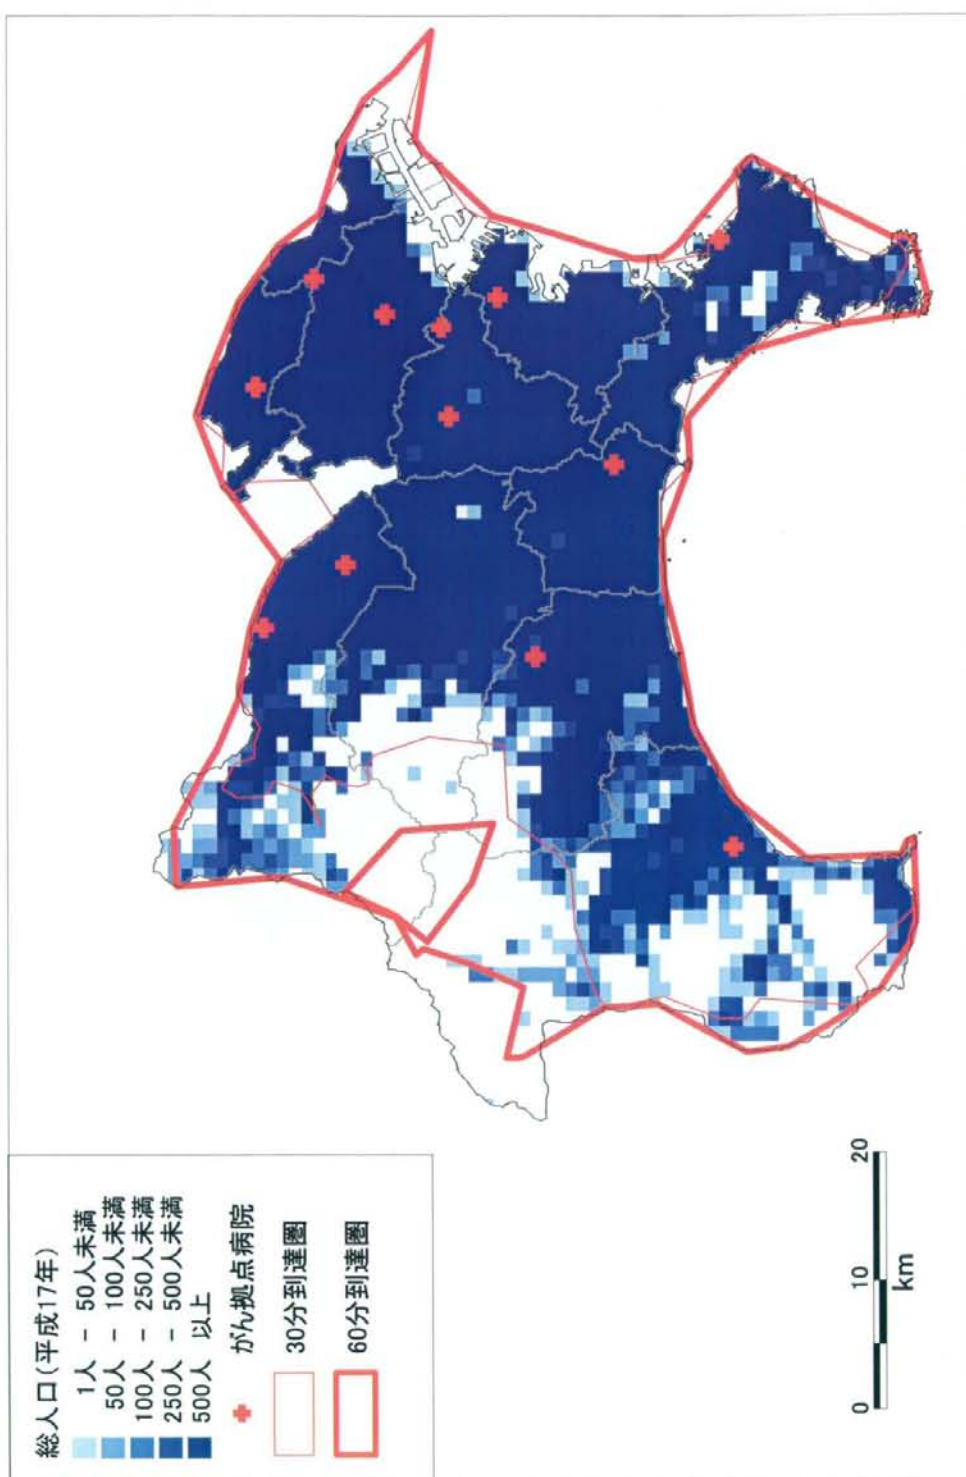 総人口(平成17年)
1人 － 50人未満
50人 － 100人未満
100人 － 250人未満
250人 － 500人未満
500人 以上
がん拠点病院
30分到達圏
60分到達圏
0 10 20
km